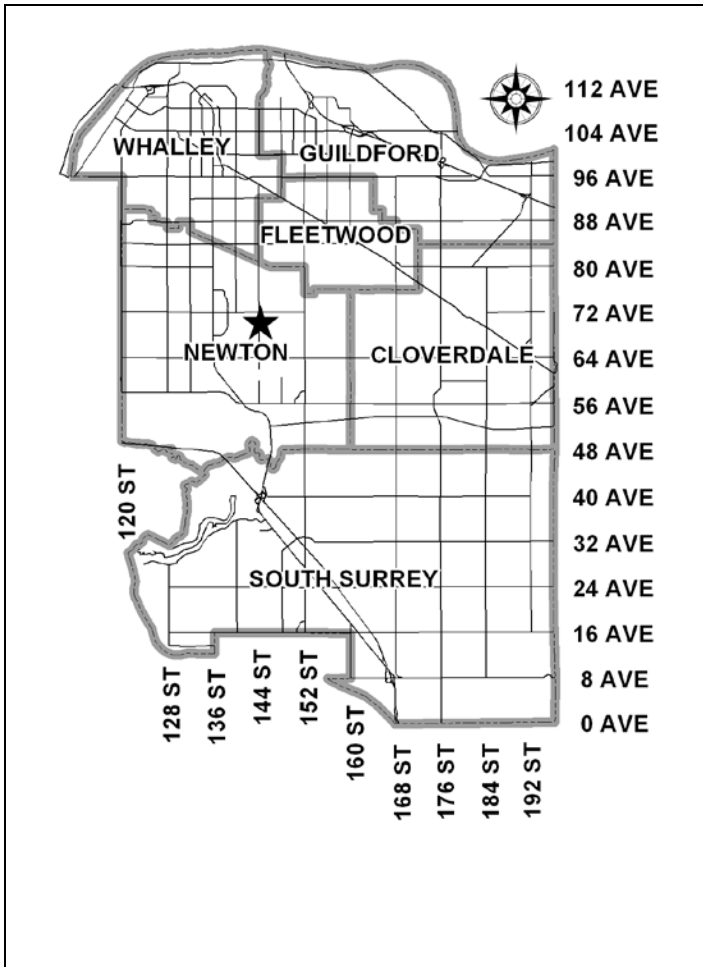 112 AVE
104 AVE
WHALLEY
GUILDFORD
96 AVE
88 AVE
FLEETWOOD
80 AVE
72 AVE
NEWTON
CLOVERDALE
64 AVE
56 AVE
48 AVE
120 ST
40 AVE
32 AVE
SOUTH SURREY
24 AVE
16 AVE
8 AVE
0 AVE
128 ST
136 ST
144 ST
152 ST
160 ST
168 ST
176 ST
184 ST
192 ST